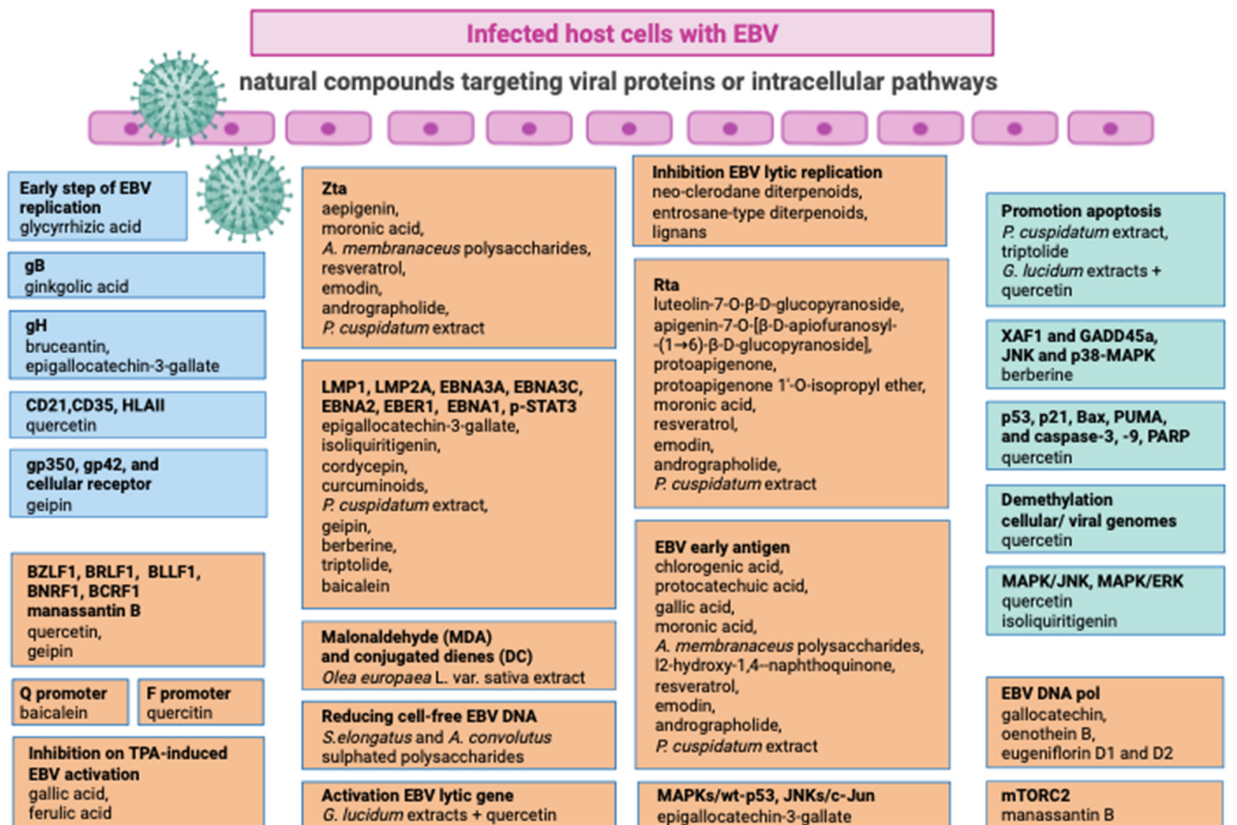 Infected host cells with EBV
natural compounds targeting viral proteins or intracellular pathways
Early step of EBV
replication
glycyrrhizic acid
gB
ginkgolic acid
gH
bruceantin,
epigallocatechin-3-gallate
CD21,CD35, HLAII
quercetin
gp350, gp42, and
cellular receptor
geipin
BZLF1, BRLF1, BLLF1,
BNRF1, BCRF1
manassantin B
quercetin,
geipin
Q promoter
baicalein
F promoter
quercitin
Inhibition on TPA-induced
EBV activation
gallic acid,
ferulic acid
Zta
aepigenin,
moronic acid,
A. membranaceus polysaccharides,
resveratrol,
emodin,
andrographolide,
P. cuspidatum extract
LMP1, LMP2A, EBNA3A, EBNA3C,
EBNA2, EBER1, EBNA1, p-STAT3
epigallocatechin-3-gallate,
isoliquiritigenin,
cordycepin,
curcuminoids,
P. cuspidatum extract,
geipin,
berberine,
triptolide,
baicalein
Malonaldehyde (MDA)
and conjugated dienes (DC)
Olea europaea L. var. sativa extract
Reducing cell-free EBV DNA
S.elongatus and A. convolutus
sulphated polysaccharides
Activation EBV lytic gene
G. lucidum extracts + quercetin
Inhibition EBV lytic replication
neo-clerodane diterpenoids,
entrosane-type diterpenoids,
lignans
Rta
luteolin-7-O-β-D-glucopyranoside,
apigenin-7-O-[β-D-apiofuranosyl-
-(1→6)-β-D-glucopyranoside],
protoapigenone,
protoapigenone 1'-O-isopropyl ether,
moronic acid,
resveratrol,
emodin,
andrographolide,
P. cuspidatum extract
EBV early antigen
chlorogenic acid,
protocatechuic acid,
gallic acid,
moronic acid,
A. membranaceus polysaccharides,
l2-hydroxy-1,4--naphthoquinone,
resveratrol,
emodin,
andrographolide,
P. cuspidatum extract
MAPKs/wt-p53, JNKs/c-Jun
epigallocatechin-3-gallate
Promotion apoptosis
P. cuspidatum extract,
triptolide
G. lucidum extracts +
quercetin
XAF1 and GADD45a,
JNK and p38-MAPK
berberine
p53, p21, Bax, PUMA,
and caspase-3, -9, PARP
quercetin
Demethylation
cellular/ viral genomes
quercetin
MAPK/JNK, MAPK/ERK
quercetin
isoliquiritigenin
EBV DNA pol
gallocatechin,
oenothein B,
eugeniflorin D1 and D2
mTORC2
manassantin B